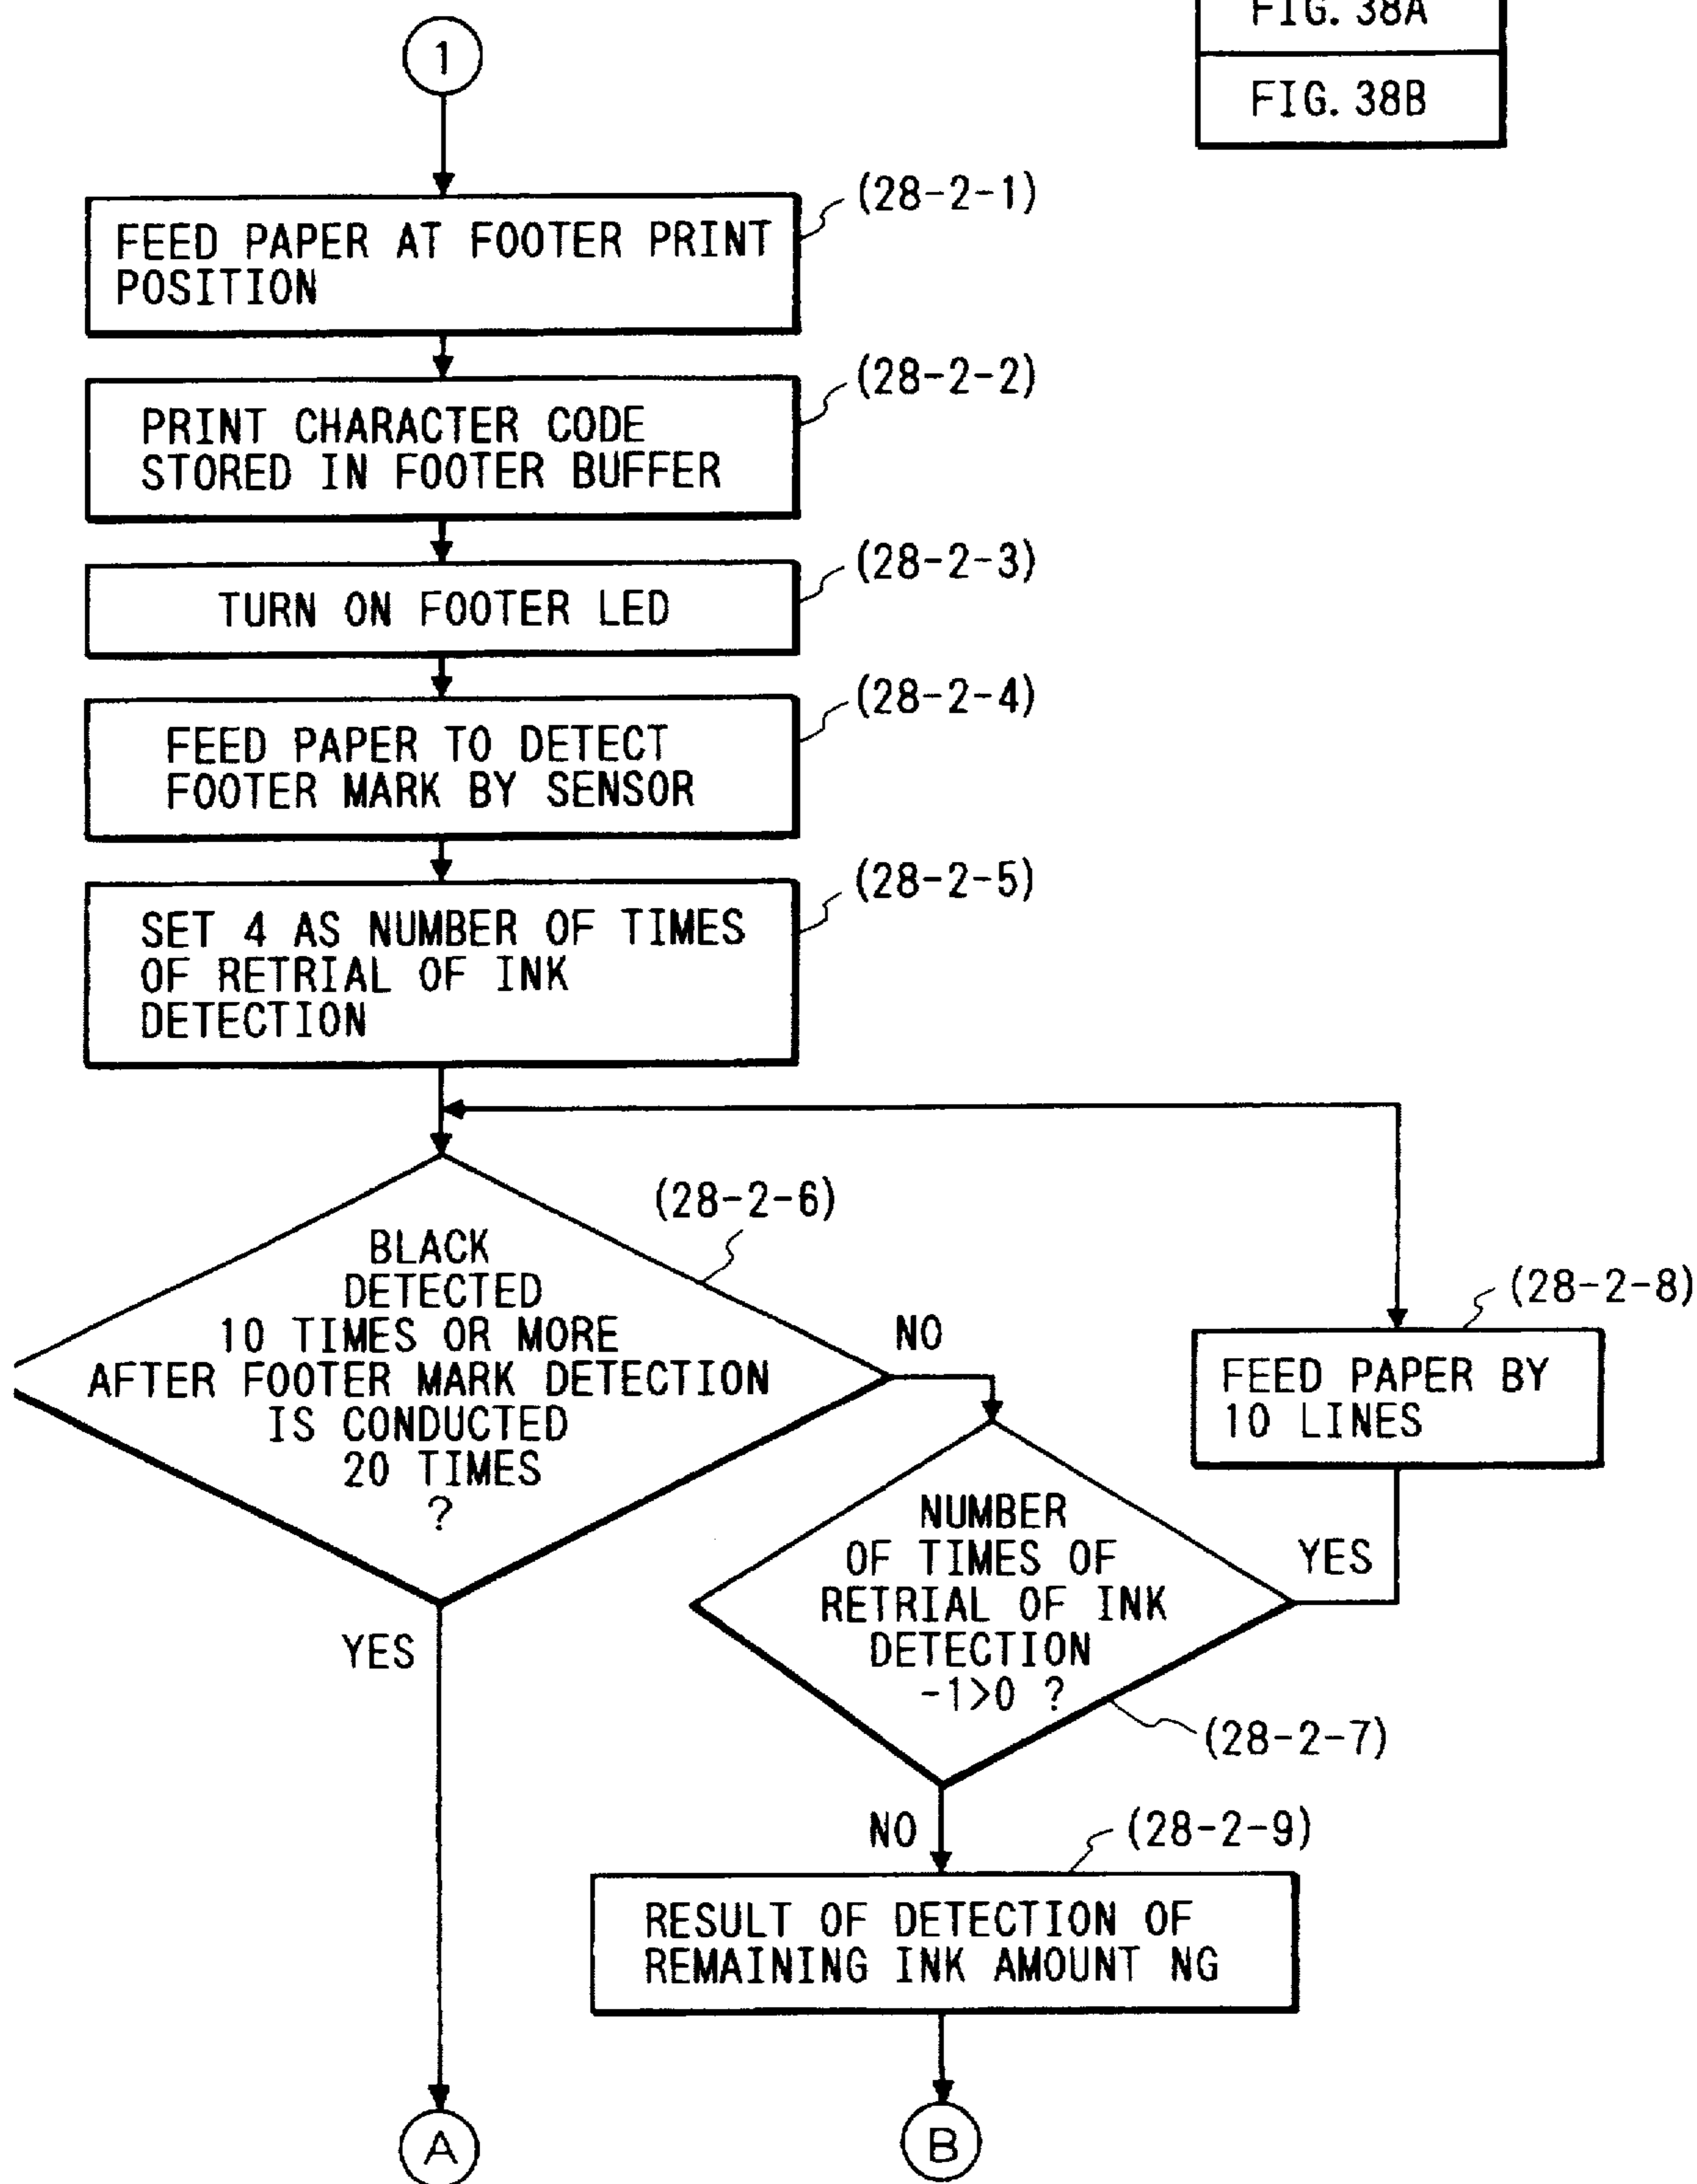 FIG. 38A
FIG. 38B
1
(28-2-1)
FEED PAPER AT FOOTER PRINT
POSITION
(28-2-2)
PRINT CHARACTER CODE
STORED IN FOOTER BUFFER
(28-2-3)
TURN ON FOOTER LED
(28-2-4)
FEED PAPER TO DETECT
FOOTER MARK BY SENSOR
(28-2-5)
SET 4 AS NUMBER OF TIMES
OF RETRIAL OF INK
DETECTION
(28-2-6)
BLACK
DETECTED
10 TIMES OR MORE
AFTER FOOTER MARK DETECTION
IS CONDUCTED
20 TIMES
?
NO
YES
(28-2-8)
FEED PAPER BY
10 LINES
NUMBER
OF TIMES OF
RETRIAL OF INK
DETECTION
-1>0 ?
YES
(28-2-7)
NO
(28-2-9)
RESULT OF DETECTION OF
REMAINING INK AMOUNT NG
A
B